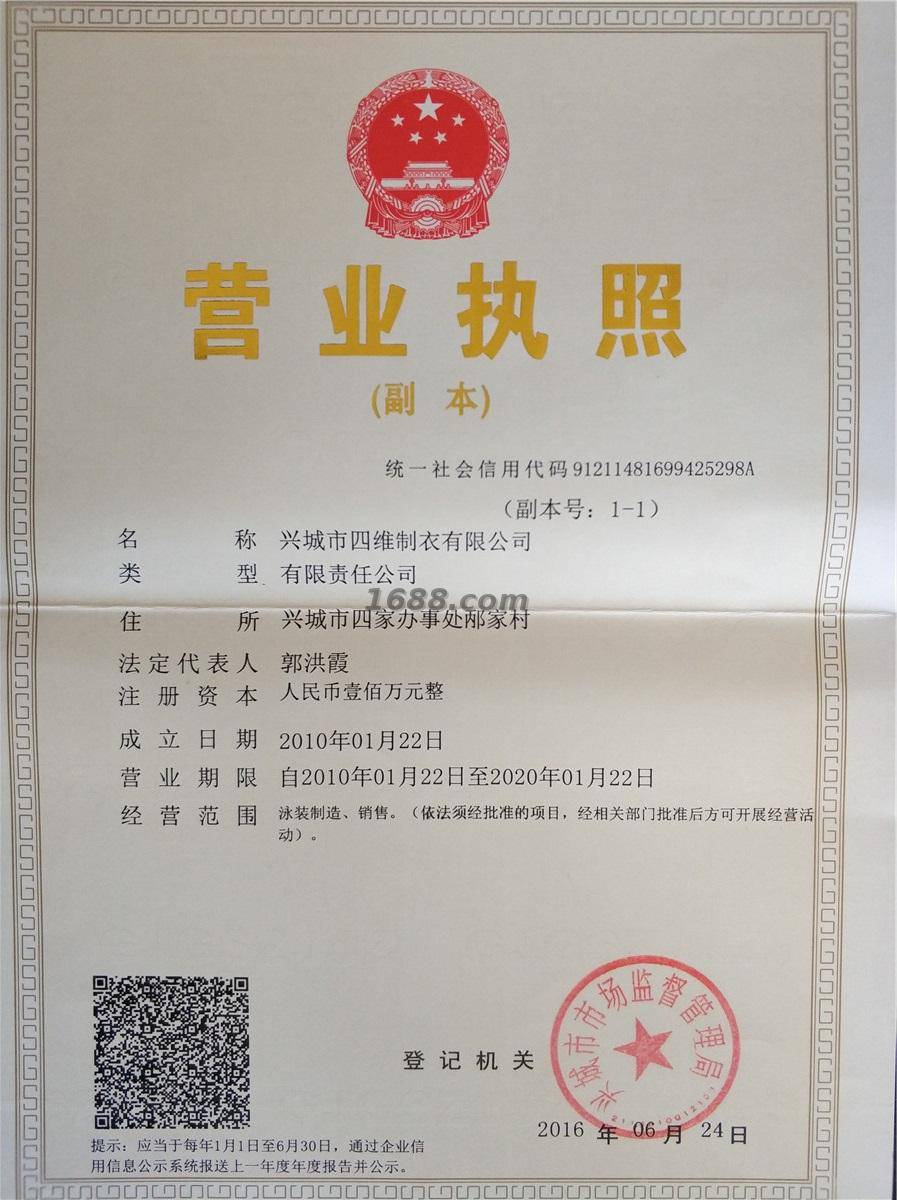 营业执照
(副 本)
统一社会信用代码91211481699425298A
（副本号：1-1）
名 称 兴城市四维制衣有限公司
类 型 有限责任公司
1688.com
住 所 兴城市四家办事处邴家村
法定代表人 郭洪霞
注册资本 人民币壹佰万元整
成立日期 2010年01月22日
营业期限 自2010年01月22日至2020年01月22日
经营范围 泳装制造、销售。（依法须经批准的项目，经相关部门批准后方可开展经营活
动）。
登记机关
兴城市市场监督管理局
2016 年 06 月 24 日
提示：应当于每年1月1日至6月30日，通过企业信
用信息公示系统报送上一年度年度报告并公示。